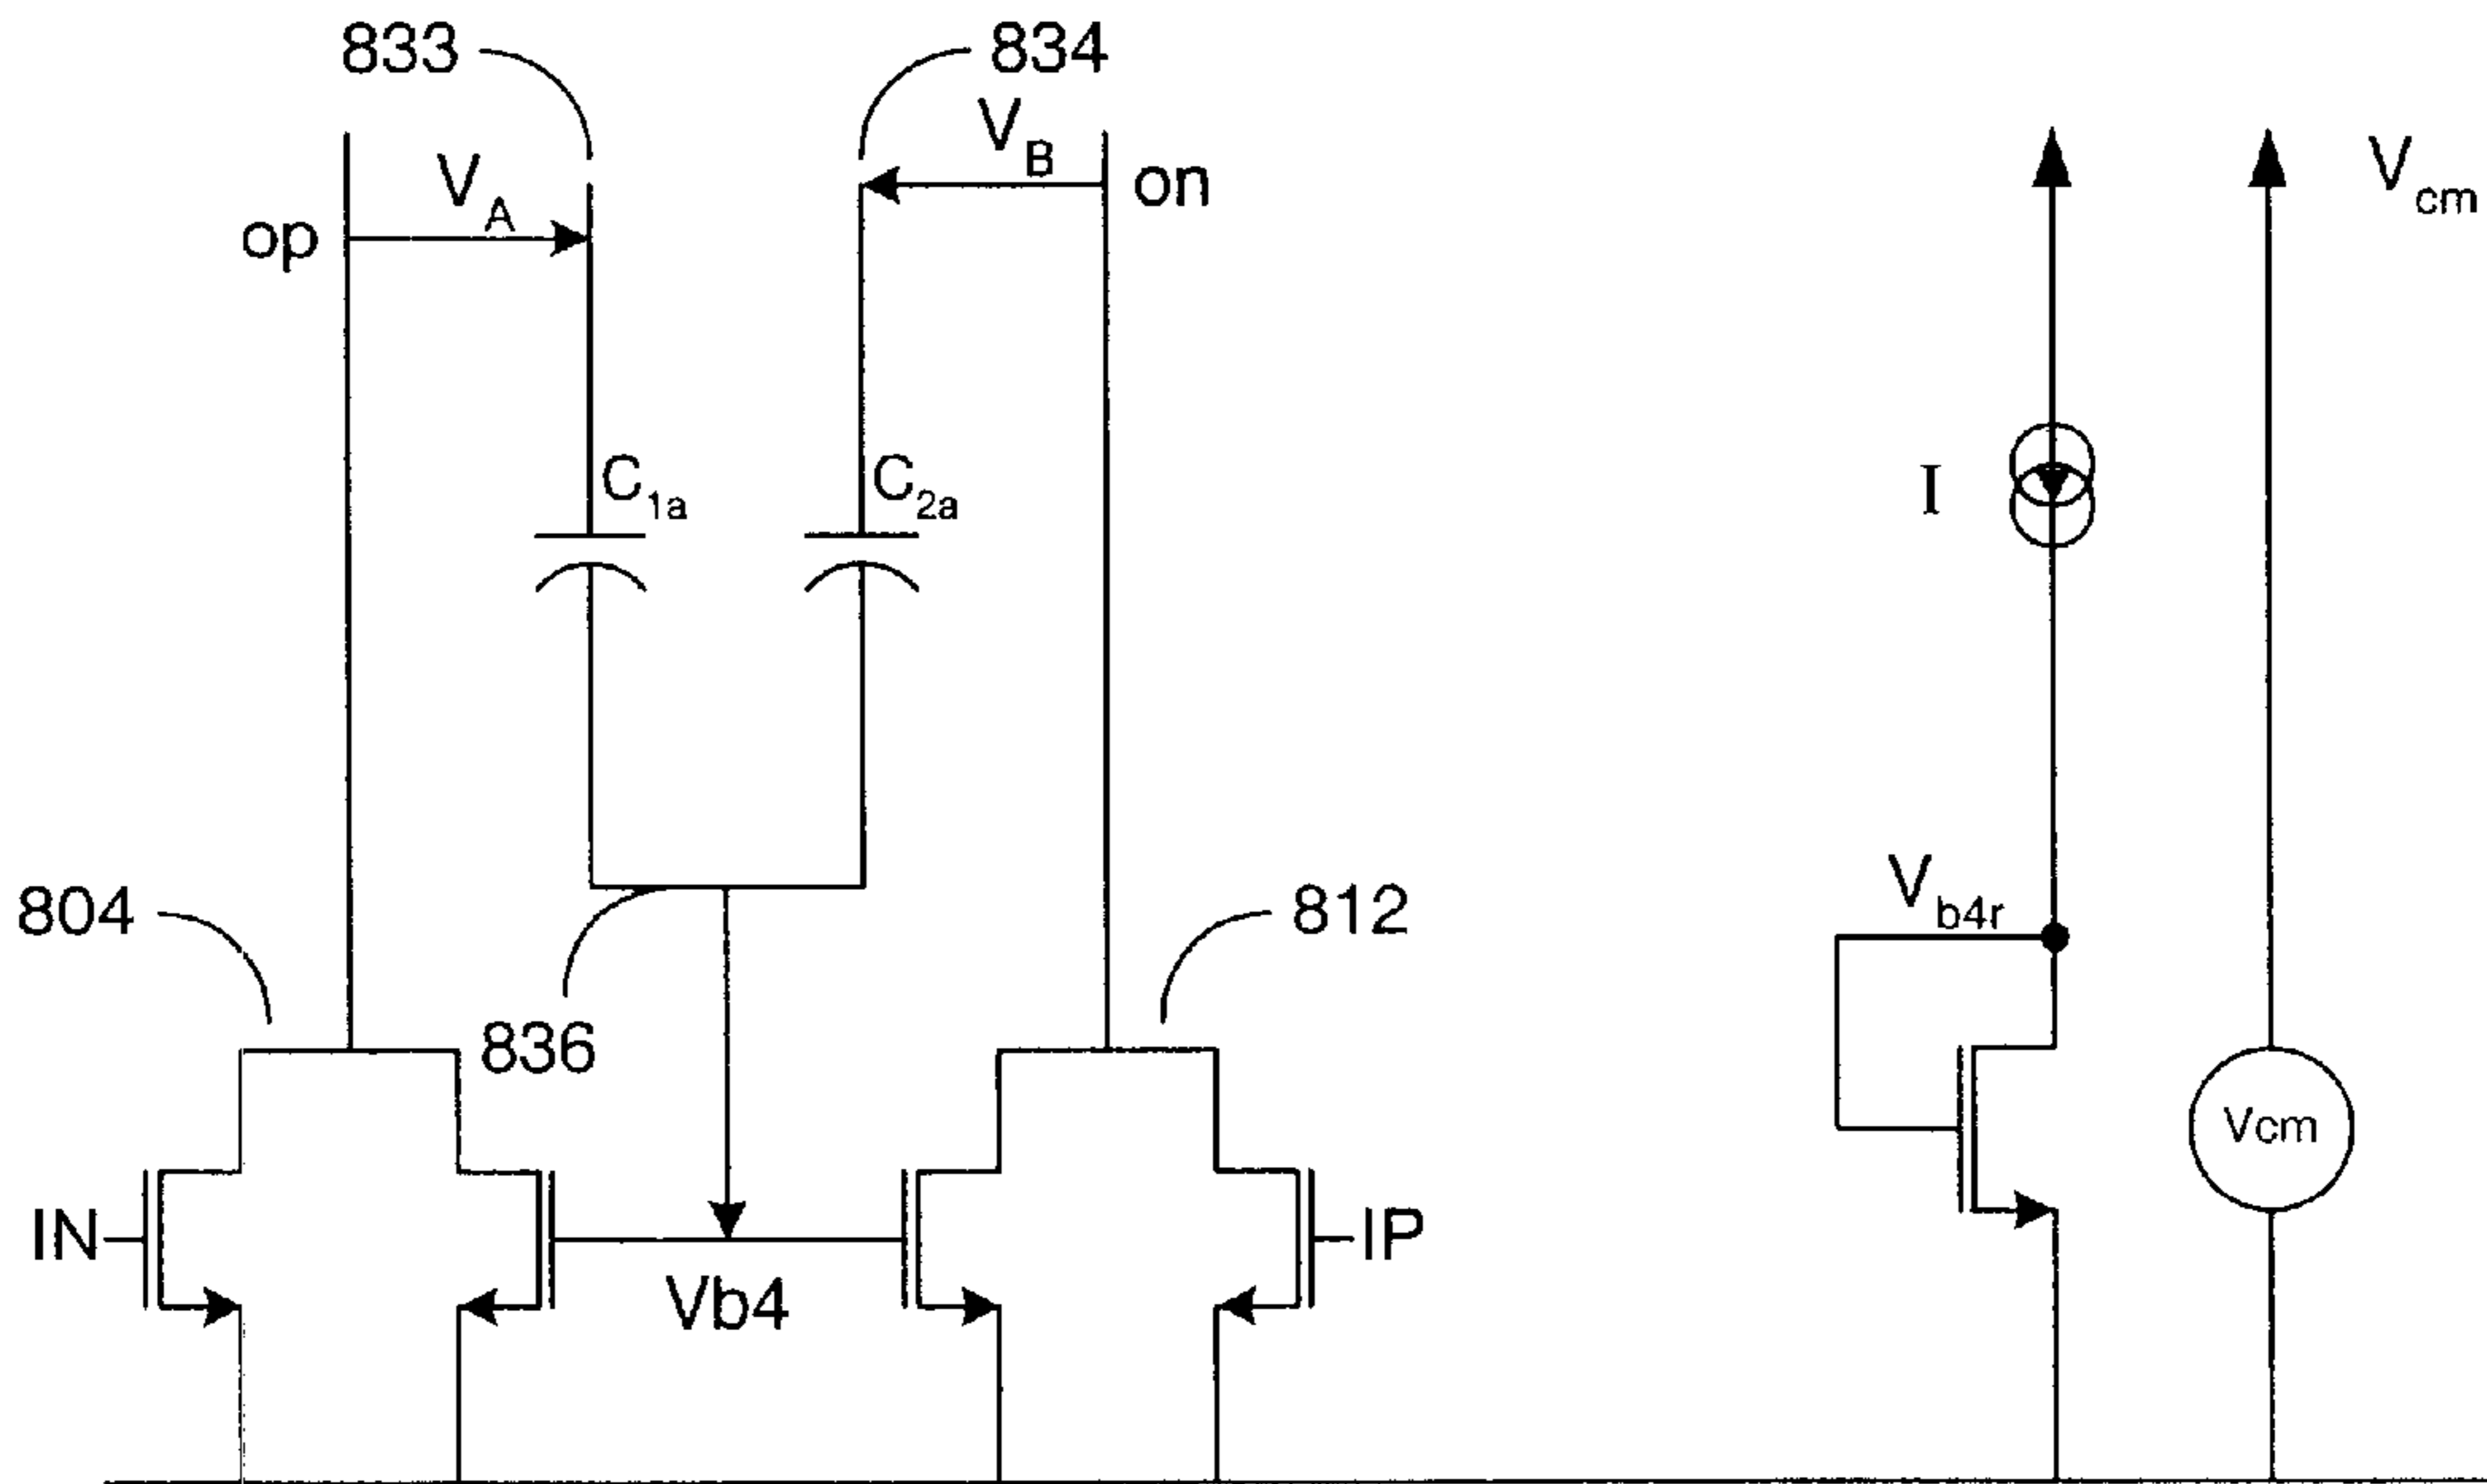 833
834
V_A
V_B
op
on
V_cm
C_1a
C_2a
I
V_b4r
804
812
836
Vcm
IN
IP
Vb4